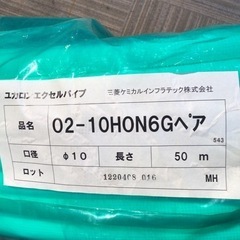 ユカロン エクセルパイプ 三菱ケミカルインフラテック株式会社
品名 02-10HON6Gペア
543
口径 φ10 長さ 50 m
ロット 1220408 016 MH